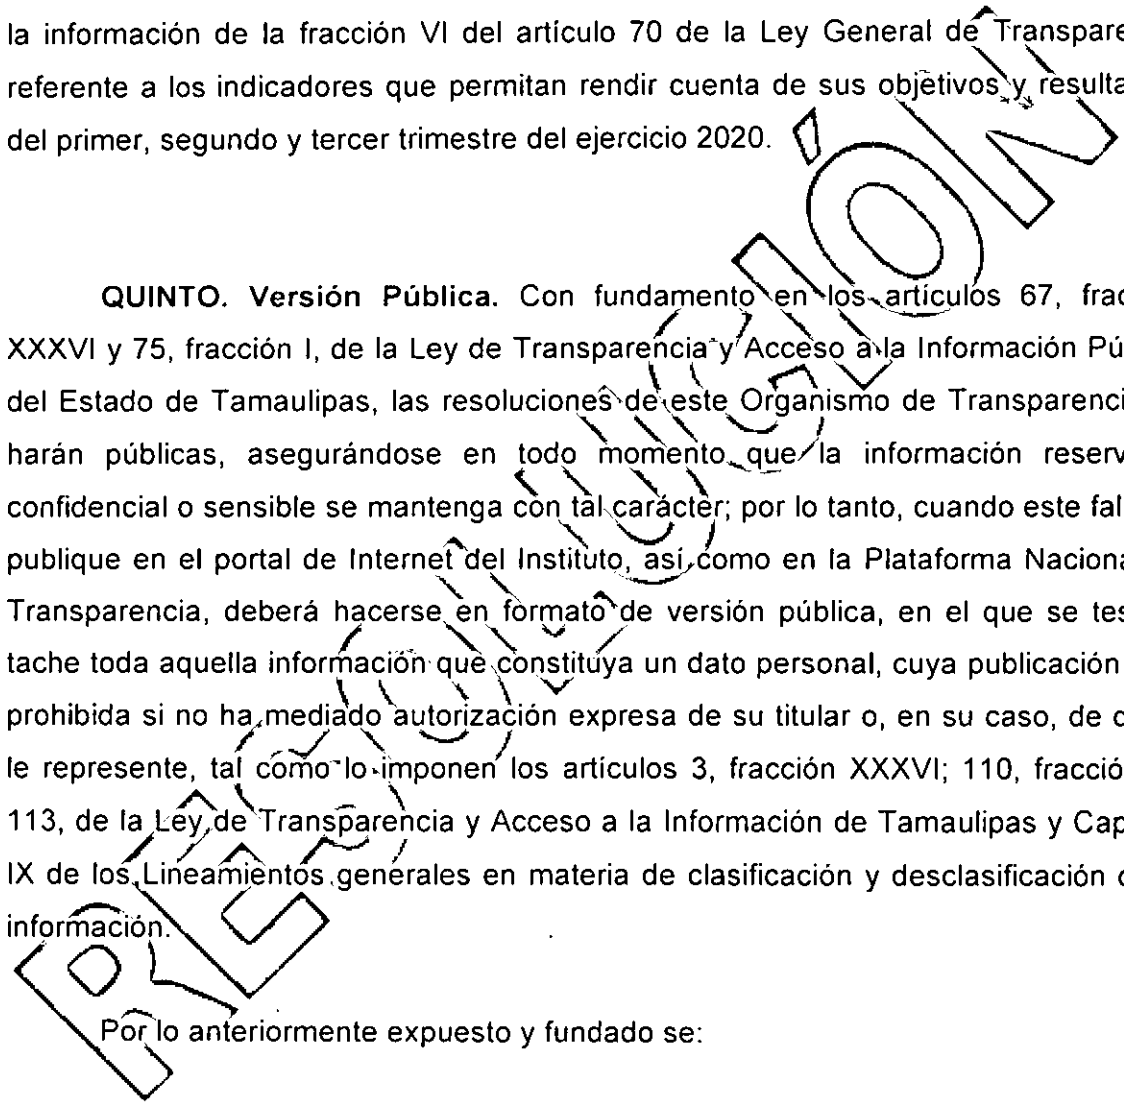 la información de la fracción VI del artículo 70 de la Ley General de Transpare
referente a los indicadores que permitan rendir cuenta de sus objetivos y resulta
del primer, segundo y tercer trimestre del ejercicio 2020.
QUINTO. Versión Pública. Con fundamento en los artículos 67, frac
XXXVI y 75, fracción I, de la Ley de Transparencia y Acceso a la Información Pú
del Estado de Tamaulipas, las resoluciones de este Organismo de Transparenci
harán públicas, asegurándose en todo momento que la información reserv
confidencial o sensible se mantenga con tal carácter; por lo tanto, cuando este fal
publique en el portal de Internet del Instituto, así como en la Plataforma Naciona
Transparencia, deberá hacerse en formato de versión pública, en el que se tes
tache toda aquella información que constituya un dato personal, cuya publicación
prohibida si no ha mediado autorización expresa de su titular o, en su caso, de c
le represente, tal como lo imponen los artículos 3, fracción XXXVI; 110, fracció
113, de la Ley de Transparencia y Acceso a la Información de Tamaulipas y Cap
IX de los Lineamientos generales en materia de clasificación y desclasificación c
información.
Por lo anteriormente expuesto y fundado se:
RESOLUCIÓN